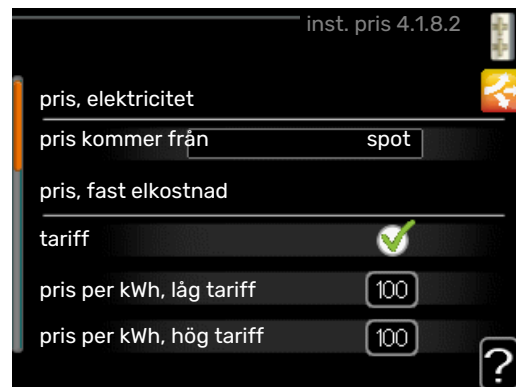 inst. pris 4.1.8.2
pris, elektricitet
pris kommer från spot
pris, fast elkostnad
tariff
pris per kWh, låg tariff 100
pris per kWh, hög tariff 100
?